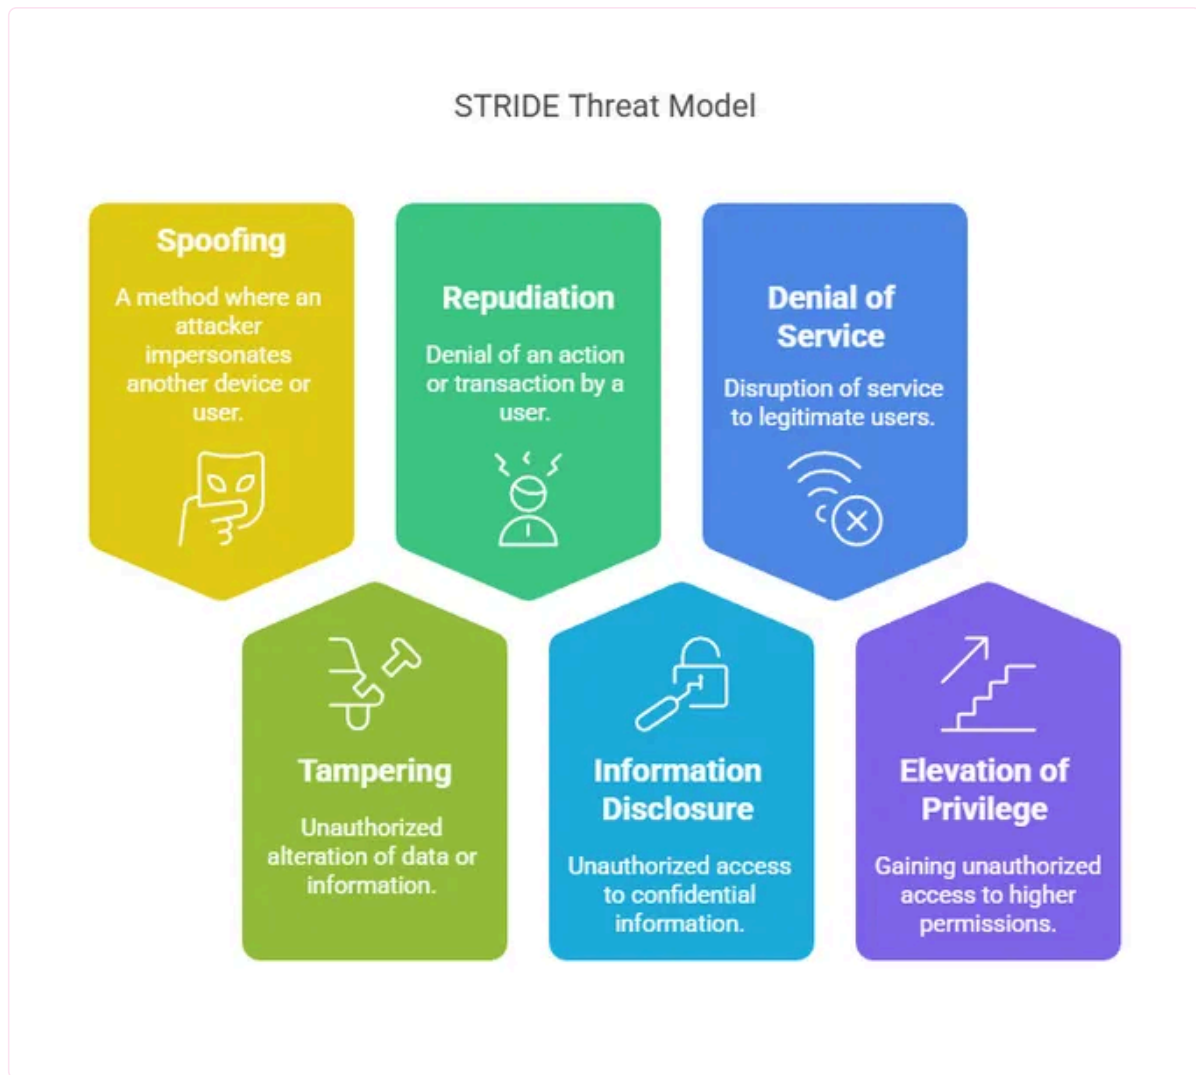 STRIDE Threat Model
Spoofing
A method where an
attacker
impersonates
another device or
user.
Repudiation
Denial of an action
or transaction by a
user.
Denial of
Service
Disruption of service
to legitimate users.
Tampering
Unauthorized
alteration of data or
information.
Information
Disclosure
Unauthorized access
to confidential
information.
Elevation of
Privilege
Gaining unauthorized
access to higher
permissions.